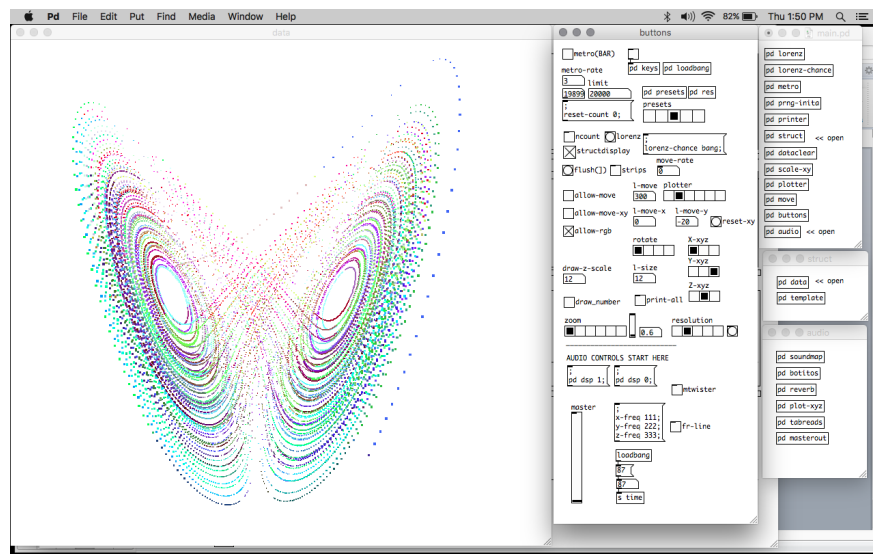 Pd File Edit Put Find Media Window Help 82% Thu 1:50 PM
data
buttons
main.pd
metro(BAR)
metro-rate
3
limit
19899 20000
pd keys pd loadbang
pd presets pd res
presets
;
reset-count 0;
ncount lorenz
;
lorenz-chance bang;
structdisplay
flush(]) strips
move-rate
0
allow-move
l-move plotter
300
allow-move-xy
l-move-x l-move-y
0 -20 reset-xy
allow-rgb
rotate X-xyz
Y-xyz
draw-z-scale l-size
12 12
Z-xyz
draw_number print-all
zoom resolution
0.6
------------------------------
AUDIO CONTROLS START HERE
; ;
pd dsp 1; pd dsp 0;
mtwister
master
;
x-freq 111;
y-freq 222;
z-freq 333;
fr-line
loadbang
87
87
s time
pd lorenz
pd lorenz-chance
pd metro
pd prng-inita
pd printer
pd struct << open
pd dataclear
pd scale-xy
pd plotter
pd move
pd buttons
pd audio << open
struct
pd data << open
pd template
audio
pd soundmap
pd botitos
pd reverb
pd plot-xyz
pd tabreads
pd masterout